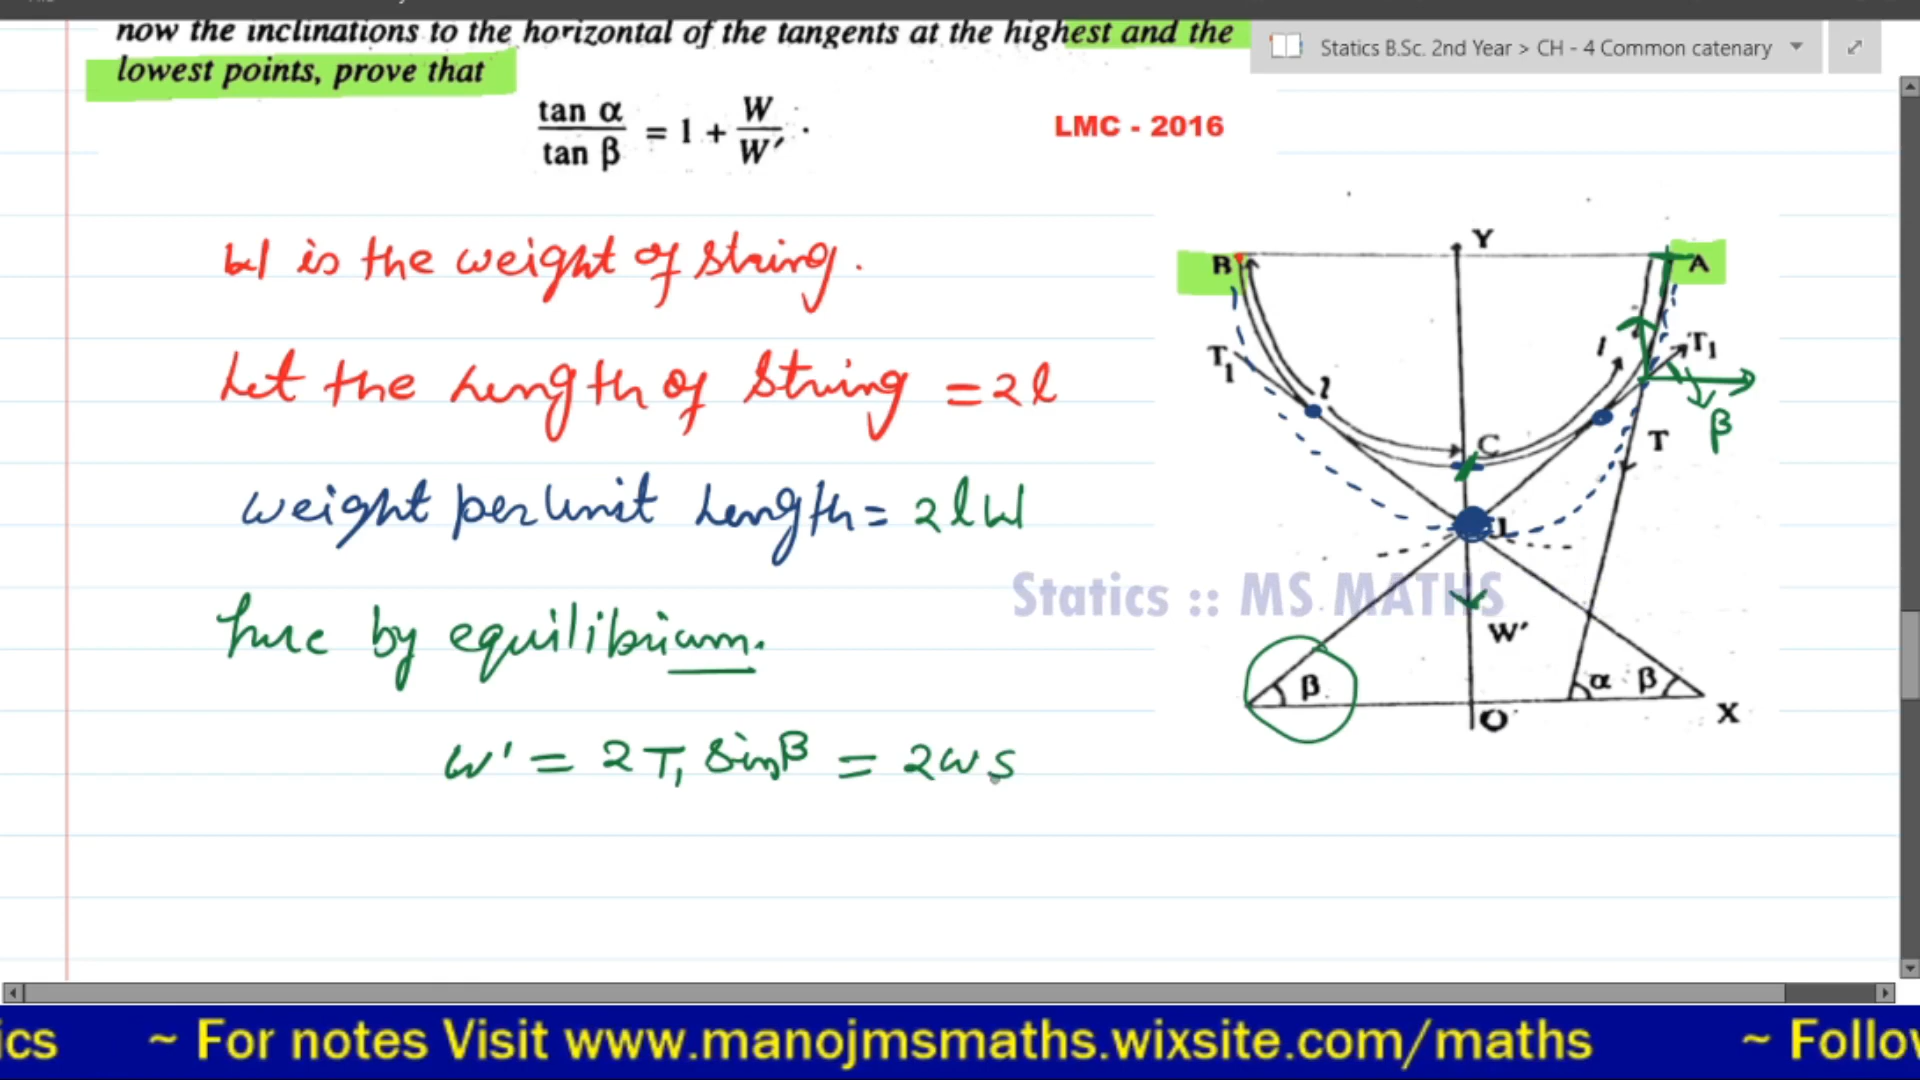 now the inclinations to the horizontal of the tangents at the highest and the
lowest points, prove that
Statics B.Sc. 2nd Year > CH - 4 Common catenary
tan α / tan β = 1 + W / W′ .
LMC - 2016
W is the weight of string.
Let the Length of String = 2l
weight per Unit Length = 2lW
here by equilibrium.
W' = 2T₁ sinβ = 2ws
Y
B
A
T₁
l
l
T₁
β
C
T
L
Statics :: MS MATHS
W′
β
α
β
O
X
ics ~ For notes Visit www.manojmsmaths.wixsite.com/maths ~ Follow